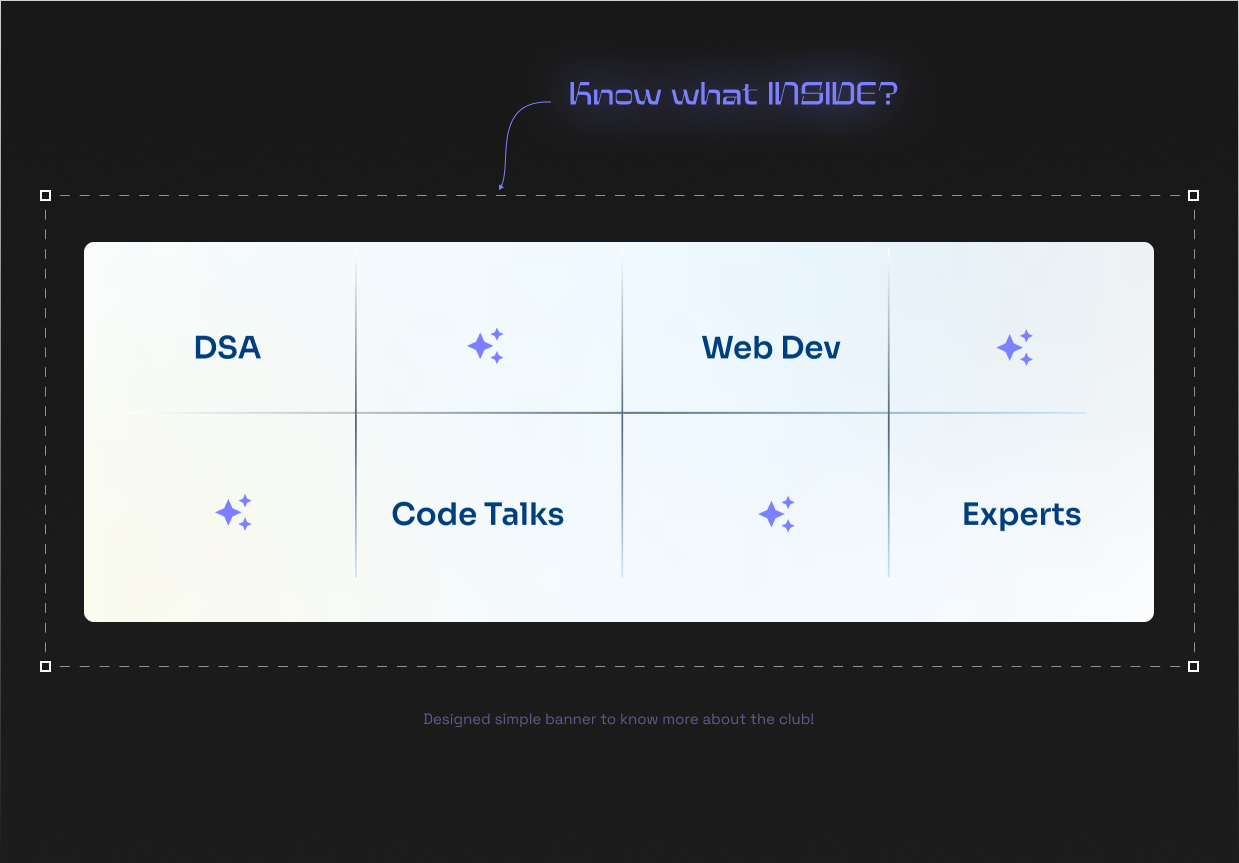 Know what INSIDE?
DSA
Web Dev
Code Talks
Experts
Designed simple banner to know more about the club!